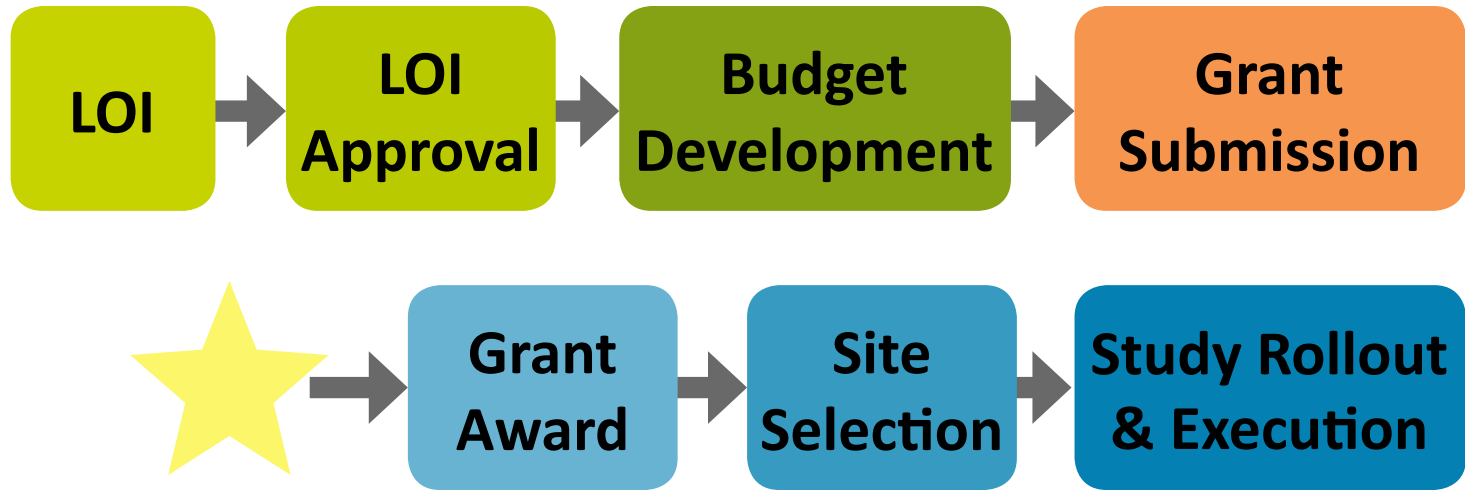 LOI
LOI
Approval
Budget
Development
Grant
Submission
Grant
Award
Site
Selection
Study Rollout
& Execution